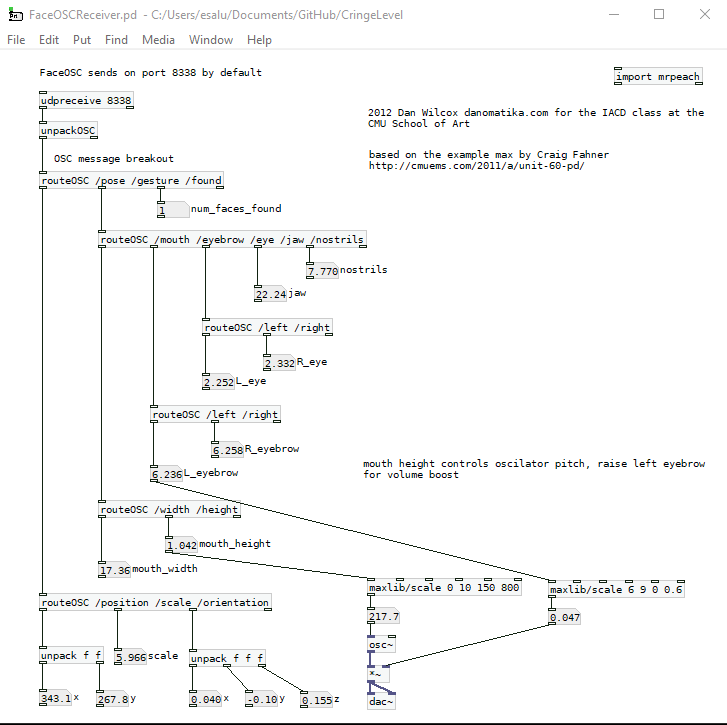 FaceOSCReceiver.pd - C:/Users/esalu/Documents/GitHub/CringeLevel
File Edit Put Find Media Window Help
FaceOSC sends on port 8338 by default
import mrpeach
udpreceive 8338
2012 Dan Wilcox danomatika.com for the IACD class at the
CMU School of Art
unpackOSC
OSC message breakout
based on the example max by Craig Fahner
http://cmuems.com/2011/a/unit-60-pd/
routeOSC /pose /gesture /found
1 num_faces_found
routeOSC /mouth /eyebrow /eye /jaw /nostrils
7.770 nostrils
22.24 jaw
routeOSC /left /right
2.332 R_eye
2.252 L_eye
routeOSC /left /right
6.258 R_eyebrow
6.236 L_eyebrow
mouth height controls oscilator pitch, raise left eyebrow
for volume boost
routeOSC /width /height
1.042 mouth_height
17.36 mouth_width
maxlib/scale 0 10 150 800
maxlib/scale 6 9 0 0.6
routeOSC /position /scale /orientation
217.7
0.047
osc~
unpack f f
5.966 scale
unpack f f f
*~
343.1 x
267.8 y
0.040 x
-0.10 y
0.155 z
dac~